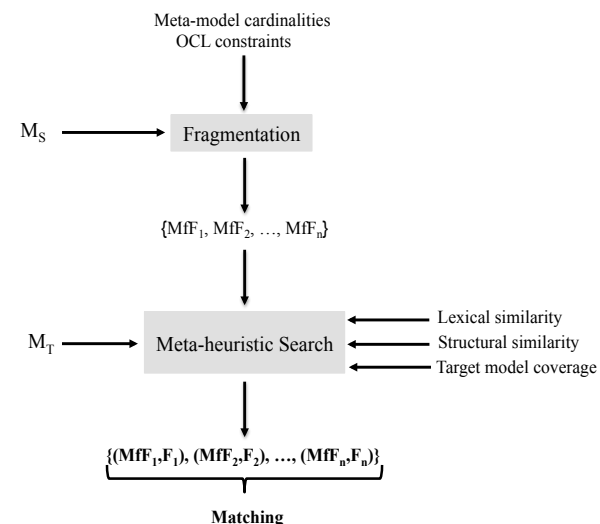 Meta-model cardinalities
OCL constraints
M_S
Fragmentation
{MfF_1, MfF_2, …, MfF_n}
M_T
Meta-heuristic Search
Lexical similarity
Structural similarity
Target model coverage
{(MfF_1,F_1), (MfF_2,F_2), …, (MfF_n,F_n)}
Matching